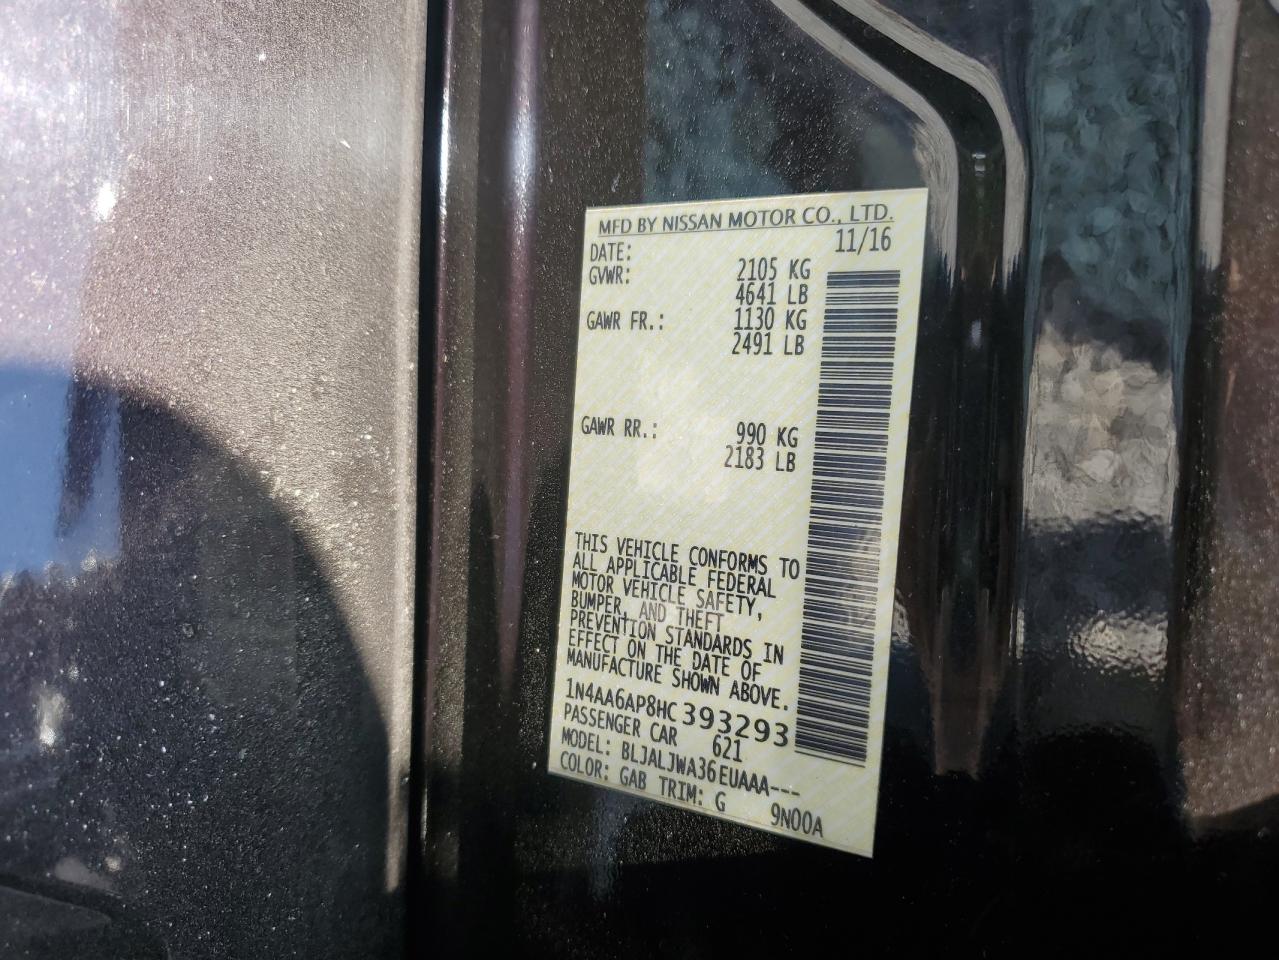 MFD BY NISSAN MOTOR CO., LTD.
DATE: 11/16
GVWR: 2105 KG
4641 LB
GAWR FR.: 1130 KG
2491 LB
GAWR RR.: 990 KG
2183 LB
THIS VEHICLE CONFORMS TO
ALL APPLICABLE FEDERAL
MOTOR VEHICLE SAFETY,
BUMPER, AND THEFT
PREVENTION STANDARDS IN
EFFECT ON THE DATE OF
MANUFACTURE SHOWN ABOVE.
1N4AA6AP8HC393293
PASSENGER CAR 621
MODEL: BLJALJWA36EUAAA---
COLOR: GAB TRIM: G 9N00A